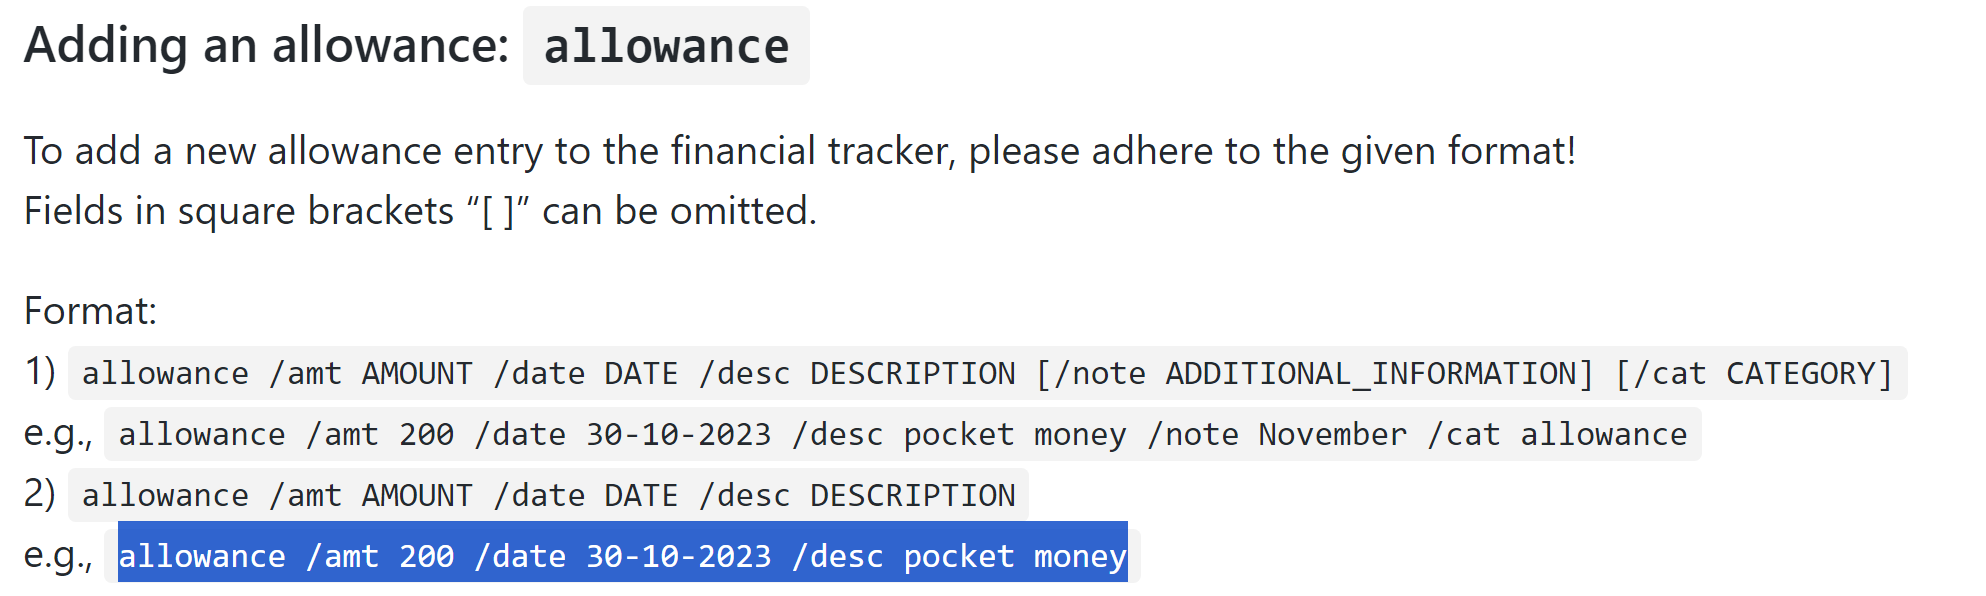 Adding an allowance: allowance
To add a new allowance entry to the financial tracker, please adhere to the given format!
Fields in square brackets “[ ]” can be omitted.
Format:
1) allowance /amt AMOUNT /date DATE /desc DESCRIPTION [/note ADDITIONAL_INFORMATION] [/cat CATEGORY]
e.g., allowance /amt 200 /date 30-10-2023 /desc pocket money /note November /cat allowance
2) allowance /amt AMOUNT /date DATE /desc DESCRIPTION
e.g., allowance /amt 200 /date 30-10-2023 /desc pocket money